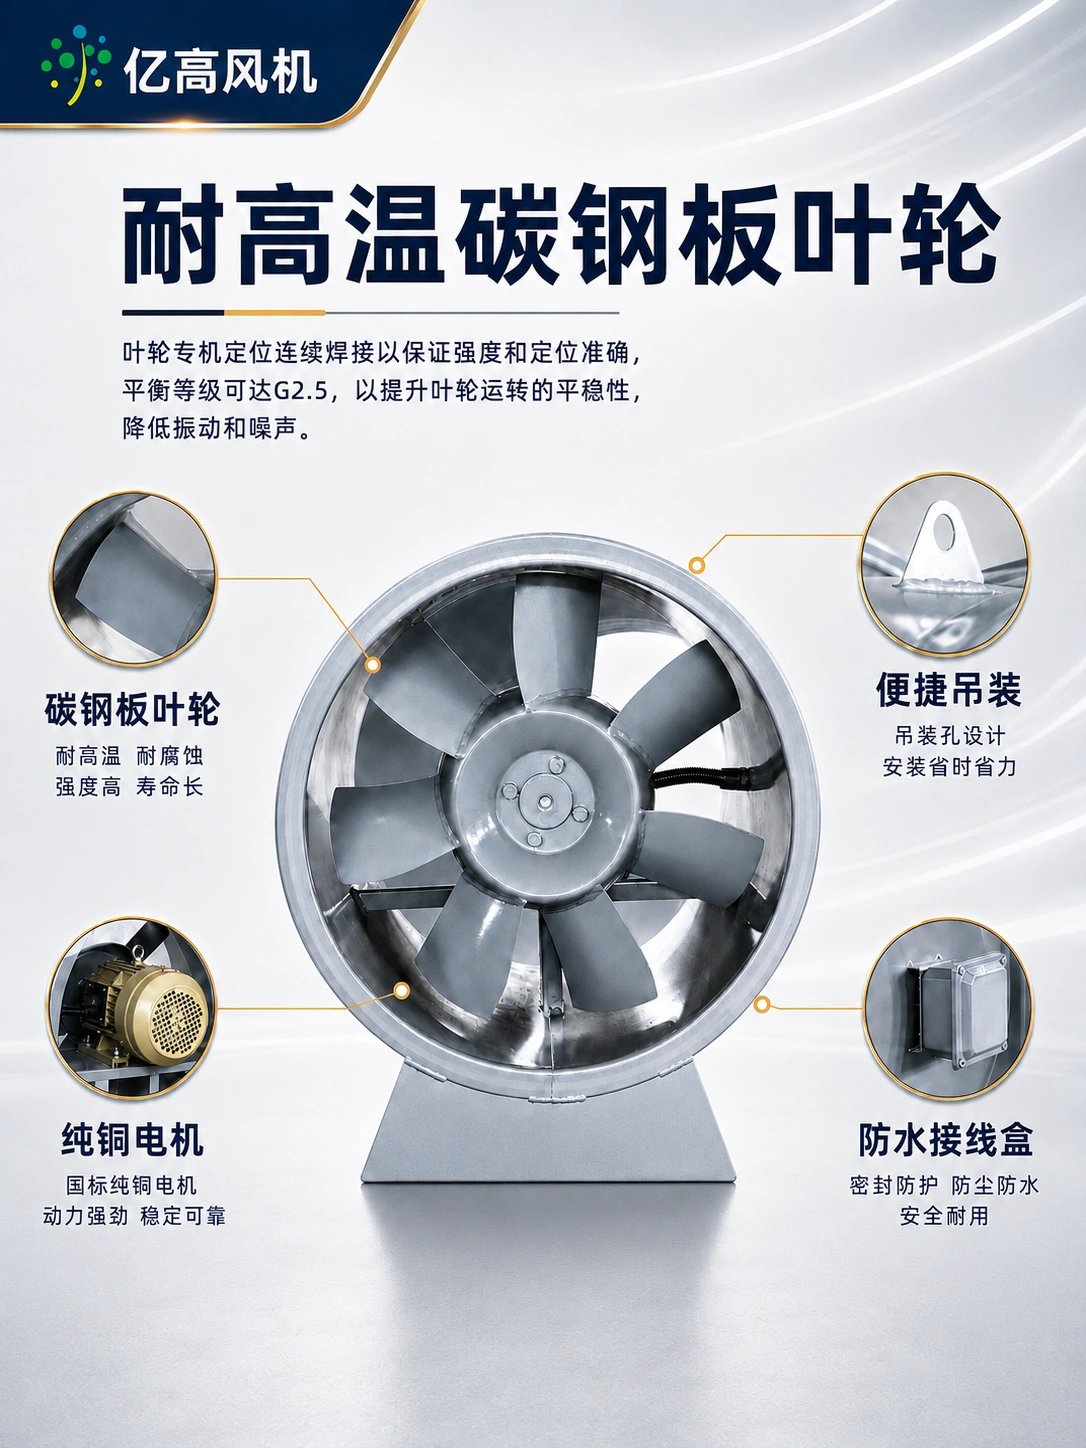 亿高风机
耐高温碳钢板叶轮
叶轮专机定位连续焊接以保证强度和定位准确，
平衡等级可达G2.5，以提升叶轮运转的平稳性，
降低振动和噪声。
碳钢板叶轮
耐高温 耐腐蚀
强度高 寿命长
便捷吊装
吊装孔设计
安装省时省力
纯铜电机
国标纯铜电机
动力强劲 稳定可靠
防水接线盒
密封防护 防尘防水
安全耐用